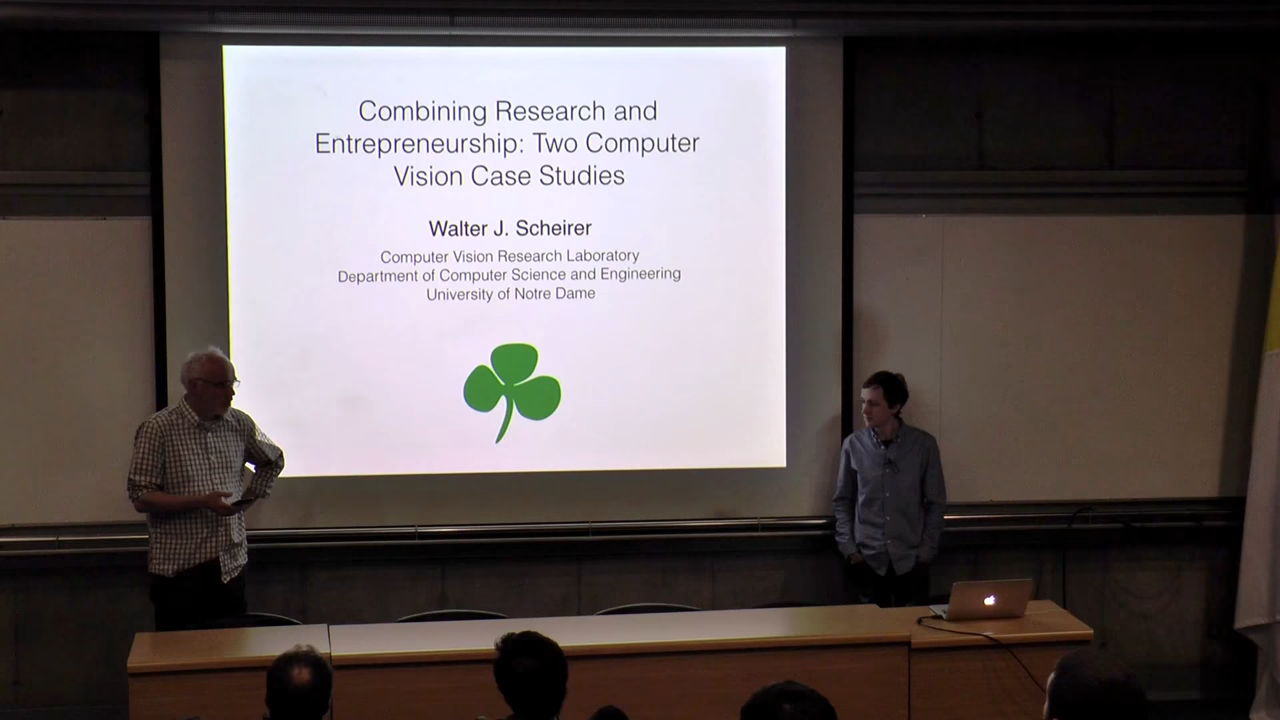 Combining Research and
Entrepreneurship: Two Computer
Vision Case Studies
Walter J. Scheirer
Computer Vision Research Laboratory
Department of Computer Science and Engineering
University of Notre Dame